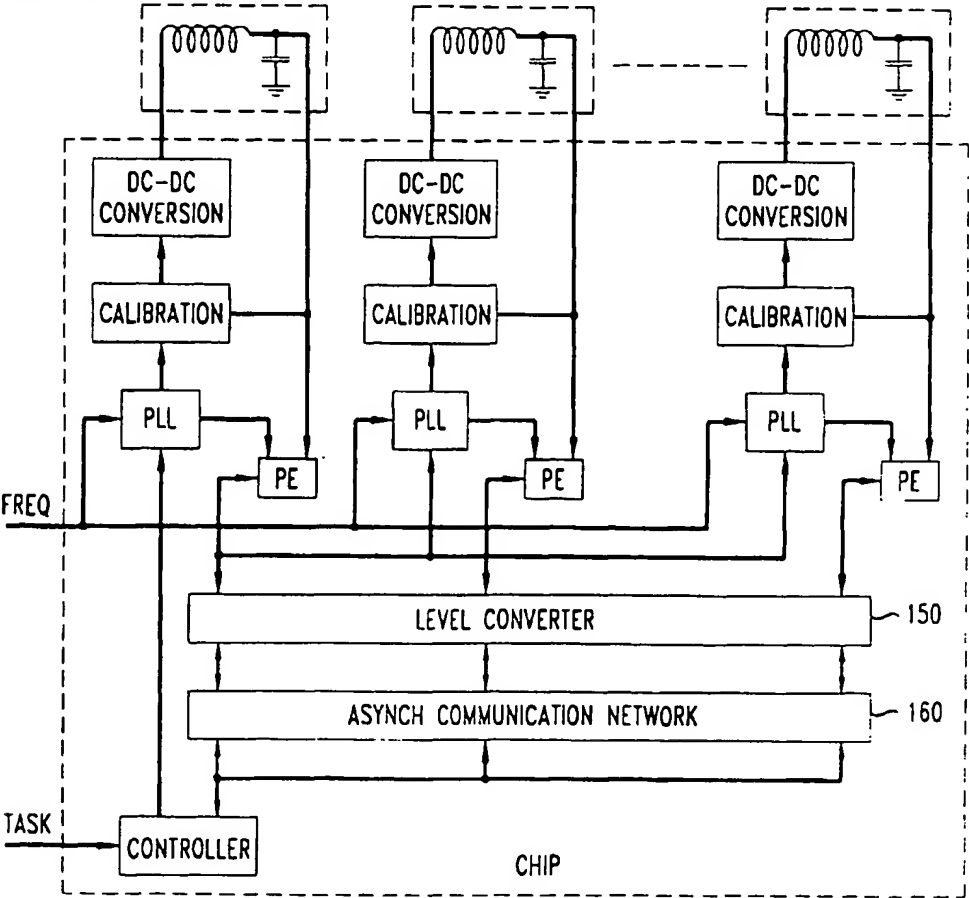 DC-DC
CONVERSION
DC-DC
CONVERSION
DC-DC
CONVERSION
CALIBRATION
CALIBRATION
CALIBRATION
PLL
PLL
PLL
PE
PE
PE
FREQ
LEVEL CONVERTER
150
ASYNCH COMMUNICATION NETWORK
160
TASK
CONTROLLER
CHIP